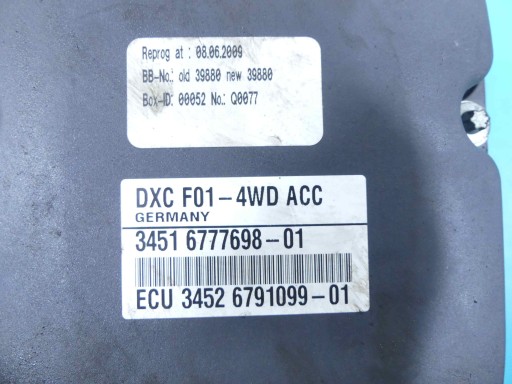 Reprog at : 08.06.2009
BB-No.: old 39880 new 39880
Box-ID: 00052 No.: Q0077
DXC F01-4WD ACC
GERMANY
3451 6777698-01
ECU 3452 6791099-01